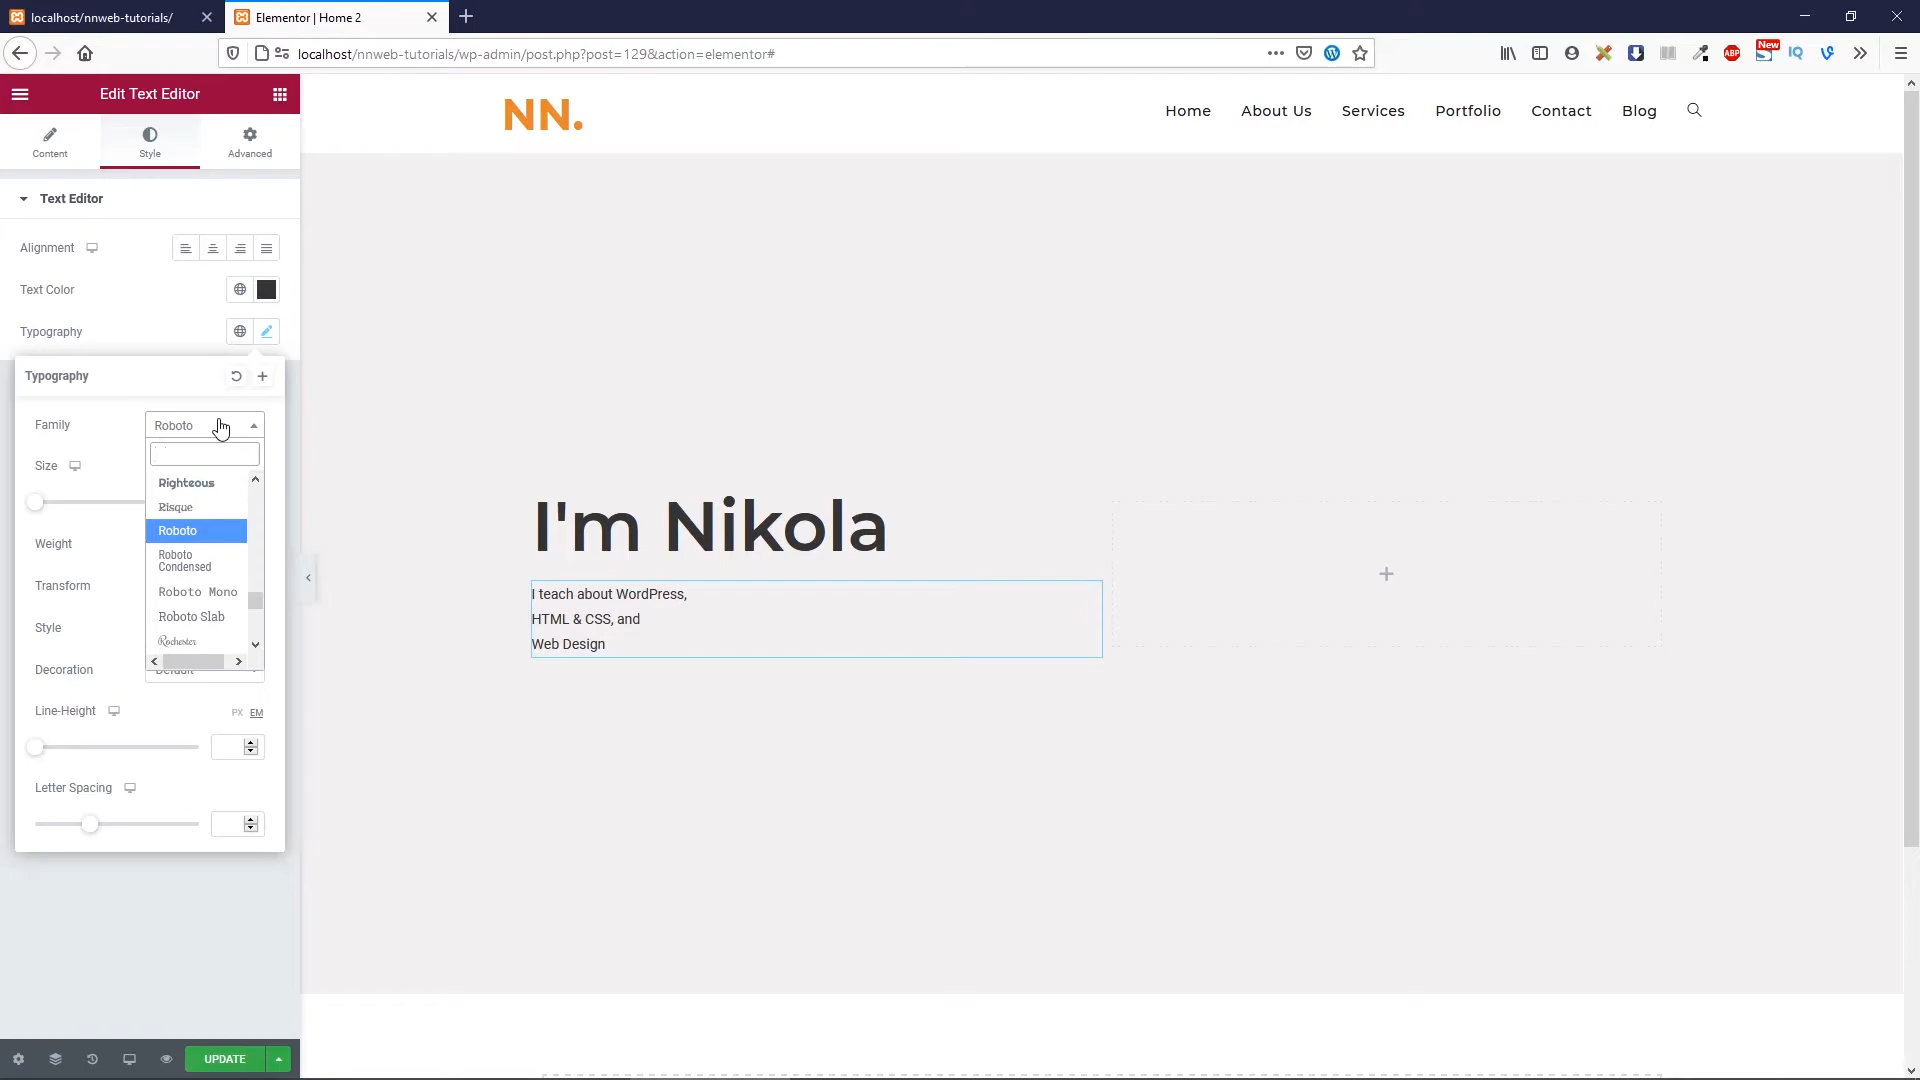 localhost/nnweb-tutorials/
Elementor | Home 2
localhost/nnweb-tutorials/wp-admin/post.php?post=129&action=elementor#
New
ABP
IQ
Edit Text Editor
Content
Style
Advanced
NN.
Home
About Us
Services
Portfolio
Contact
Blog
Text Editor
Alignment
Text Color
Typography
Typography
Family
Roboto
Size
Righteous
Risque
Roboto
Roboto
Condensed
Roboto Mono
Roboto Slab
Rochester
Weight
Transform
Style
Decoration
Default
Line-Height
PX
EM
Letter Spacing
I'm Nikola
I teach about WordPress,
HTML & CSS, and
Web Design
UPDATE